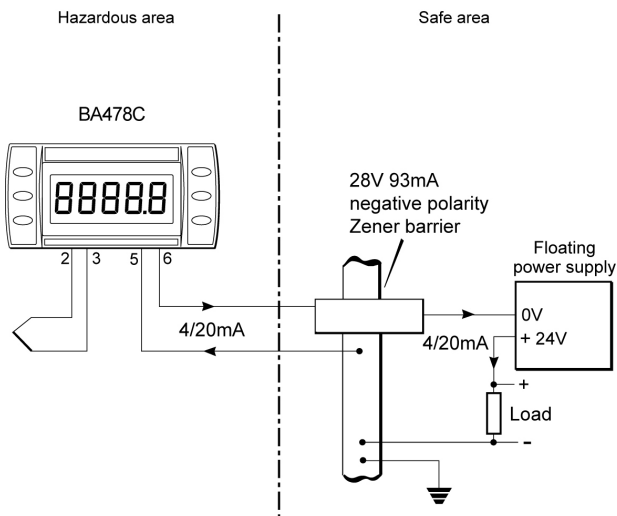 Hazardous area
Safe area
BA478C
8888.8
28V 93mA
negative polarity
Zener barrier
Floating
power supply
2 3 5 6
0V
+ 24V
4/20mA
4/20mA
+
Load
-